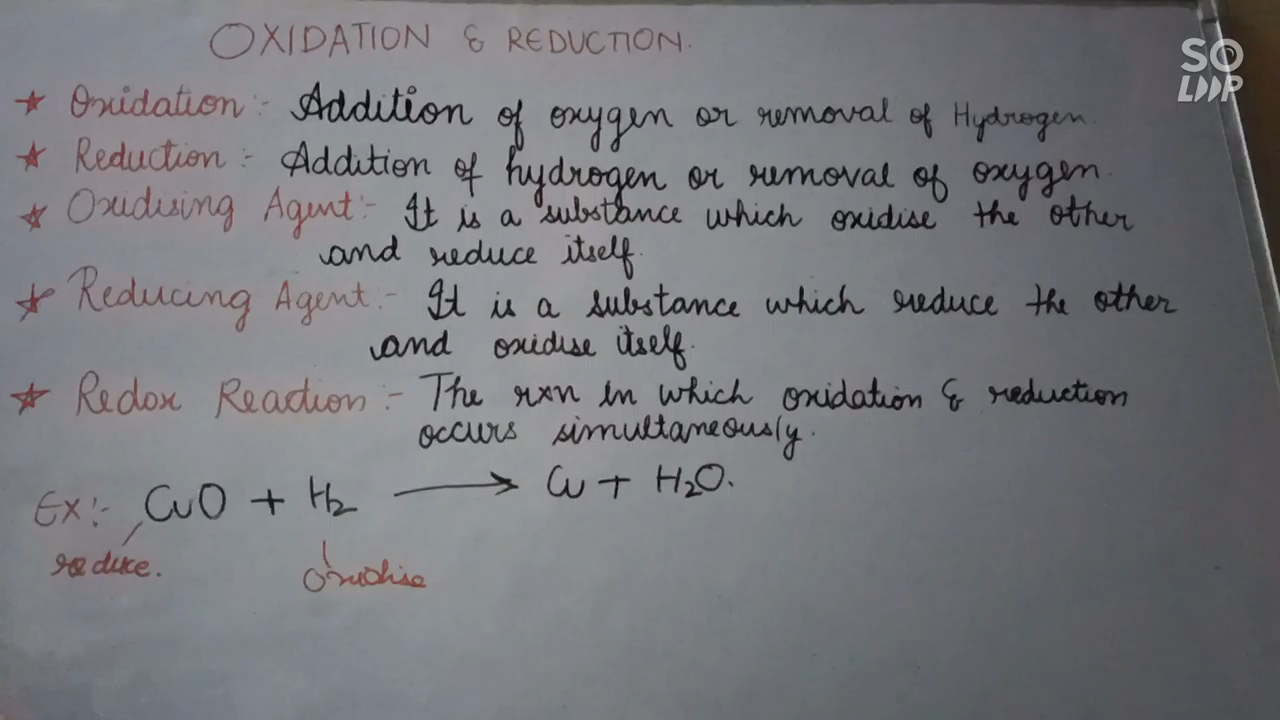 OXIDATION & REDUCTION.
SO
LOOP
★ Oxidation :- Addition of oxygen or removal of Hydrogen.
★ Reduction :- Addition of hydrogen or removal of oxygen.
★ Oxidising Agent :- It is a substance which oxidise the other
and reduce itself.
★ Reducing Agent :- It is a substance which reduce the other
and oxidise itself.
★ Redox Reaction :- The rxn in which oxidation & reduction
occurs simultaneously.
Ex :- CuO + H₂ ⟶ Cu + H₂O.
reduce.
Oxidise